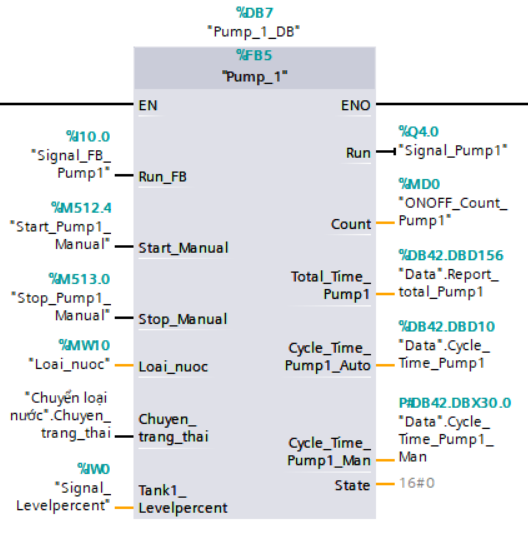 %DB7
"Pump_1_DB"
%FB5
"Pump_1"
EN
ENO
%I10.0
"Signal_FB_
Pump1"
Run_FB
%M512.4
"Start_Pump1_
Manual"
Start_Manual
%M513.0
"Stop_Pump1_
Manual"
Stop_Manual
%MW10
"Loai_nuoc"
Loai_nuoc
"Chuyển loại
nước".Chuyen_
trang_thai
Chuyen_
trang_thai
%IW0
"Signal_
Levelpercent"
Tank1_
Levelpercent
Run
%Q4.0
"Signal_Pump1"
Count
%MD0
"ONOFF_Count_
Pump1"
Total_Time_
Pump1
%DB42.DBD156
"Data".Report_
total_Pump1
Cycle_Time_
Pump1_Auto
%DB42.DBD10
"Data".Cycle_
Time_Pump1
Cycle_Time_
Pump1_Man
P#DB42.DBX30.0
"Data".Cycle_
Time_Pump1_
Man
State
16#0